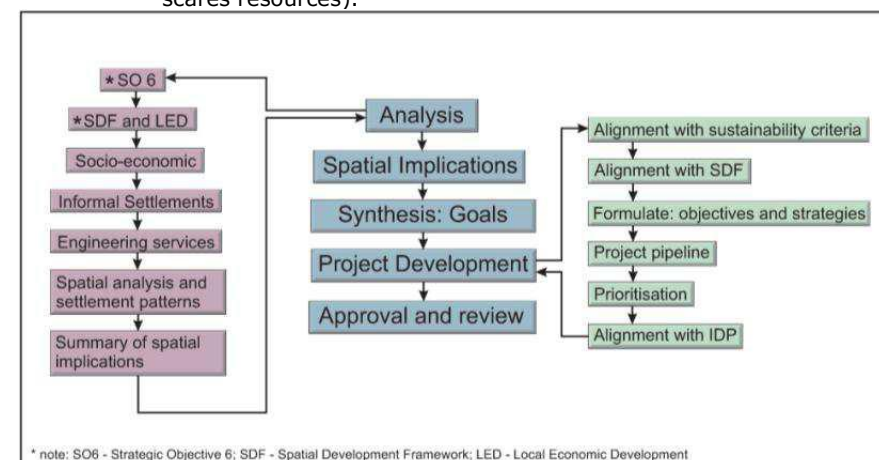 scares resources).
* SO 6
* SDF and LED
Socio-economic
Informal Settlements
Engineering services
Spatial analysis and
settlement patterns
Summary of spatial
implications
Analysis
Spatial Implications
Synthesis: Goals
Project Development
Approval and review
Alignment with sustainability criteria
Alignment with SDF
Formulate: objectives and strategies
Project pipeline
Prioritisation
Alignment with IDP
* note: SO6 - Strategic Objective 6; SDF - Spatial Development Framework; LED - Local Economic Development